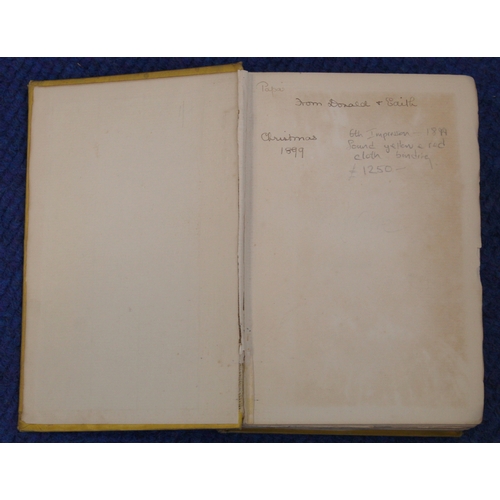 From Donald & Faith
Christmas
1899
6th Impression 1899
Pound yellow & red
cloth binding
£1250